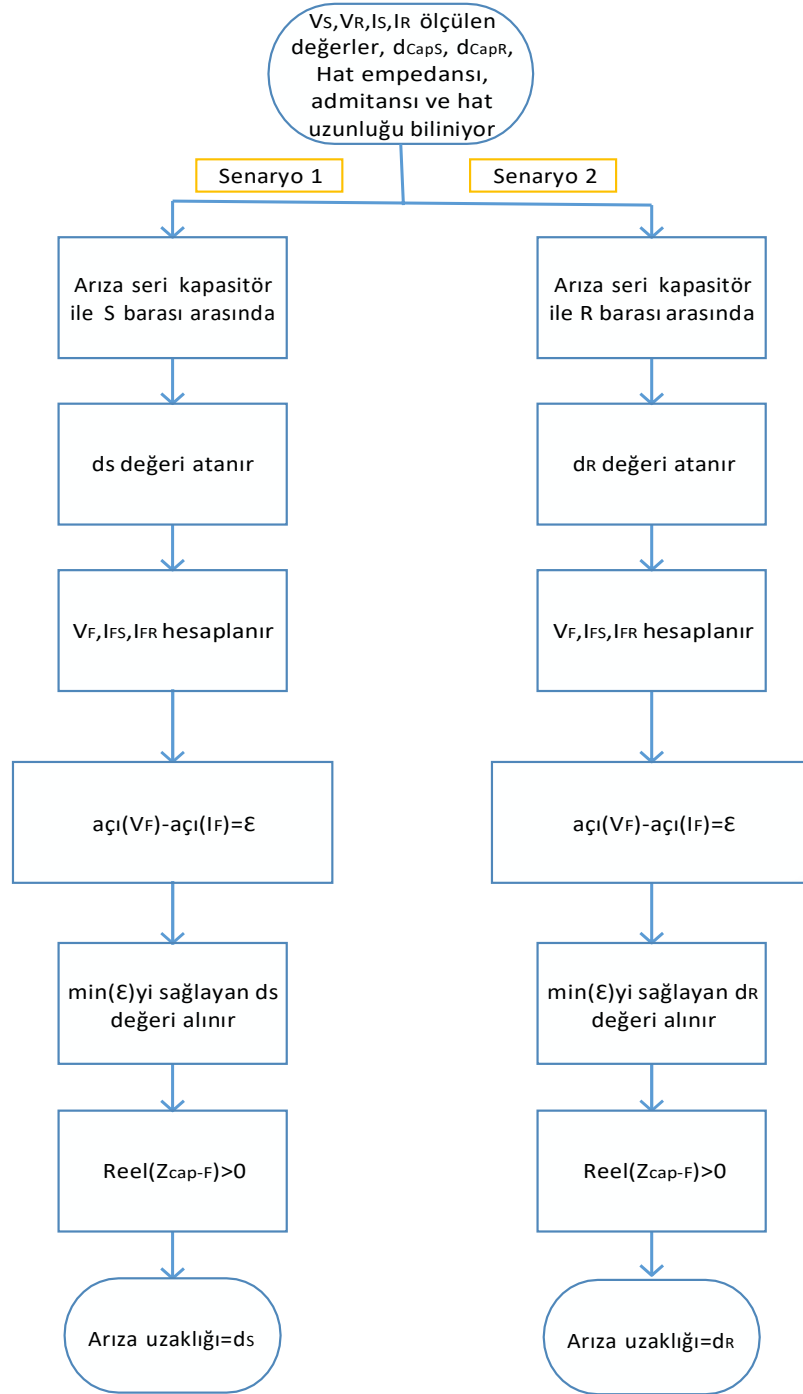 VS,VR,IS,IR ölçülen
değerler, dCapS, dCapR,
Hat empedansı,
admitansı ve hat
uzunluğu biliniyor
Senaryo 1
Senaryo 2
Arıza seri kapasitör
ile S barası arasında
Arıza seri kapasitör
ile R barası arasında
dS değeri atanır
dR değeri atanır
VF,IFS,IFR hesaplanır
VF,IFS,IFR hesaplanır
açı(VF)-açı(IF)=Ɛ
açı(VF)-açı(IF)=Ɛ
min(Ɛ)yi sağlayan dS
değeri alınır
min(Ɛ)yi sağlayan dR
değeri alınır
Reel(Zcap-F)>0
Reel(Zcap-F)>0
Arıza uzaklığı=dS
Arıza uzaklığı=dR